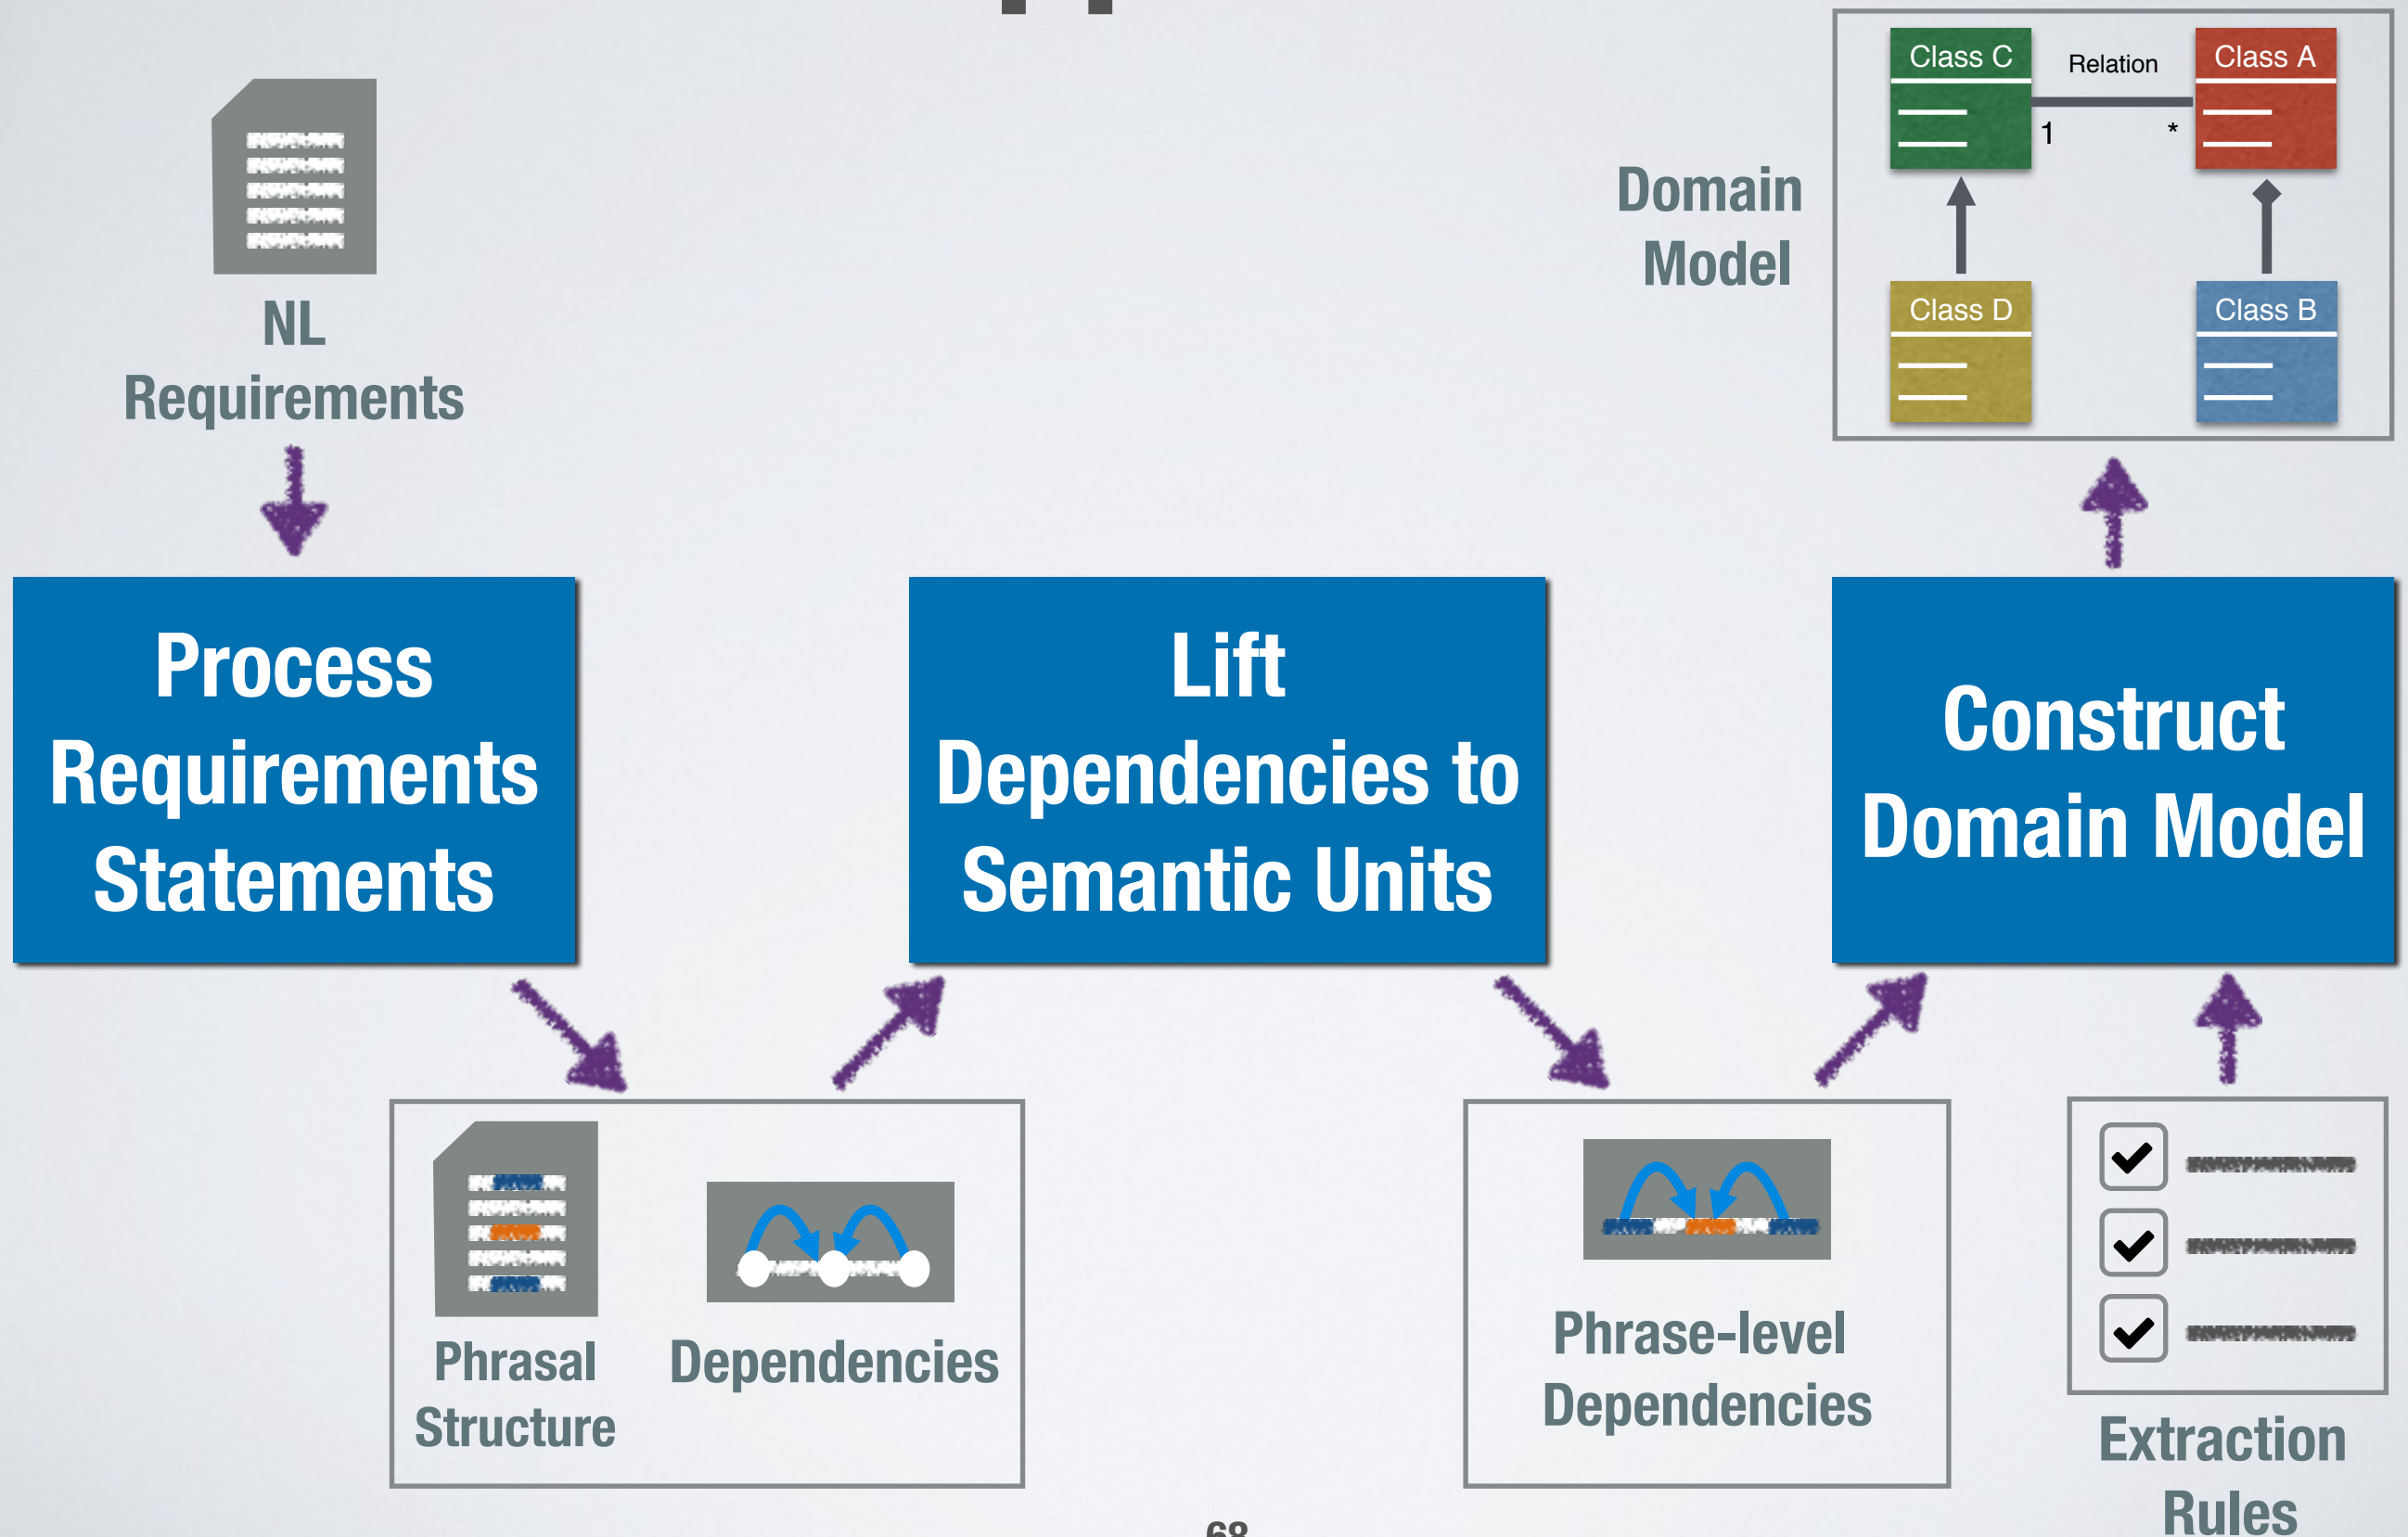 NL
Requirements
Domain
Model
Class C
Relation
Class A
1
*
Class D
Class B
Process
Requirements
Statements
Lift
Dependencies to
Semantic Units
Construct
Domain Model
Phrasal
Structure
Dependencies
Phrase-level
Dependencies
Extraction
Rules
68